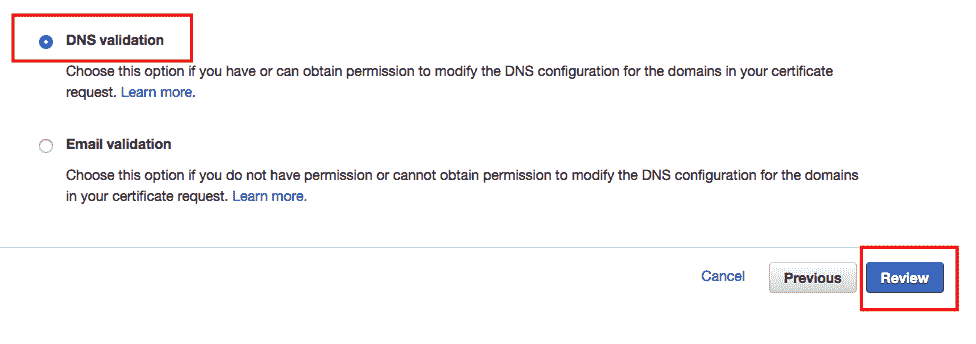 DNS validation
Choose this option if you have or can obtain permission to modify the DNS configuration for the domains in your certificate
request. Learn more.
Email validation
Choose this option if you do not have permission or cannot obtain permission to modify the DNS configuration for the domains
in your certificate request. Learn more.
Cancel Previous Review